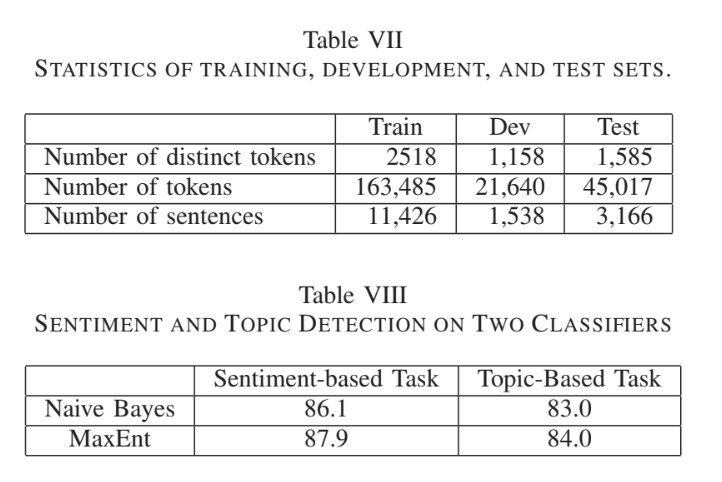 Table VII
STATISTICS OF TRAINING, DEVELOPMENT, AND TEST SETS.
Train Dev Test
Number of distinct tokens 2518 1,158 1,585
Number of tokens 163,485 21,640 45,017
Number of sentences 11,426 1,538 3,166
Table VIII
SENTIMENT AND TOPIC DETECTION ON TWO CLASSIFIERS
Sentiment-based Task Topic-Based Task
Naive Bayes 86.1 83.0
MaxEnt 87.9 84.0